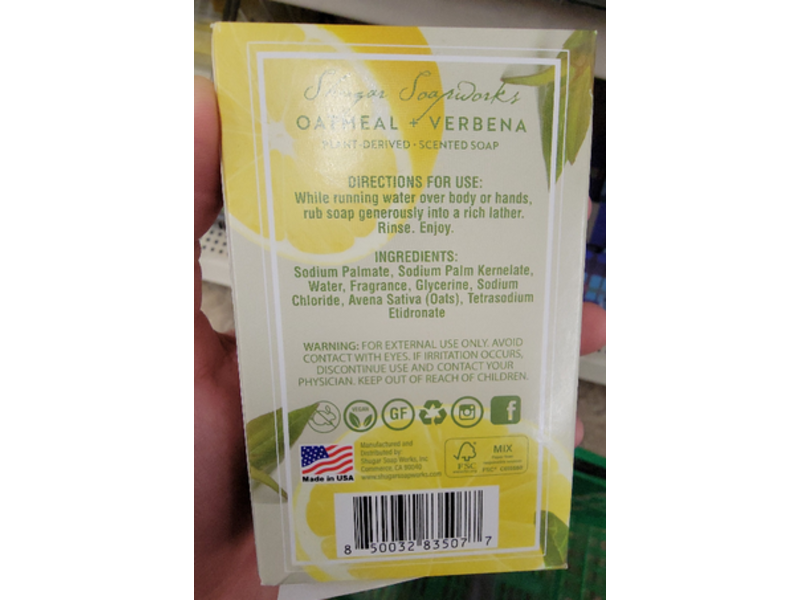 Shugar Soapworks
OATMEAL + VERBENA
PLANT-DERIVED • SCENTED SOAP
DIRECTIONS FOR USE:
While running water over body or hands,
rub soap generously into a rich lather.
Rinse. Enjoy.
INGREDIENTS:
Sodium Palmate, Sodium Palm Kernelate,
Water, Fragrance, Glycerine, Sodium
Chloride, Avena Sativa (Oats), Tetrasodium
Etidronate
WARNING: FOR EXTERNAL USE ONLY. AVOID
CONTACT WITH EYES. IF IRRITATION OCCURS,
DISCONTINUE USE AND CONTACT YOUR
PHYSICIAN. KEEP OUT OF REACH OF CHILDREN.
VEGAN
GF
f
Made in USA
Manufactured and
Distributed by:
Shugar Soap Works, Inc.
Commerce, CA 90040
www.shugarsoapworks.com
FSC
MIX
8 50032 83507 7